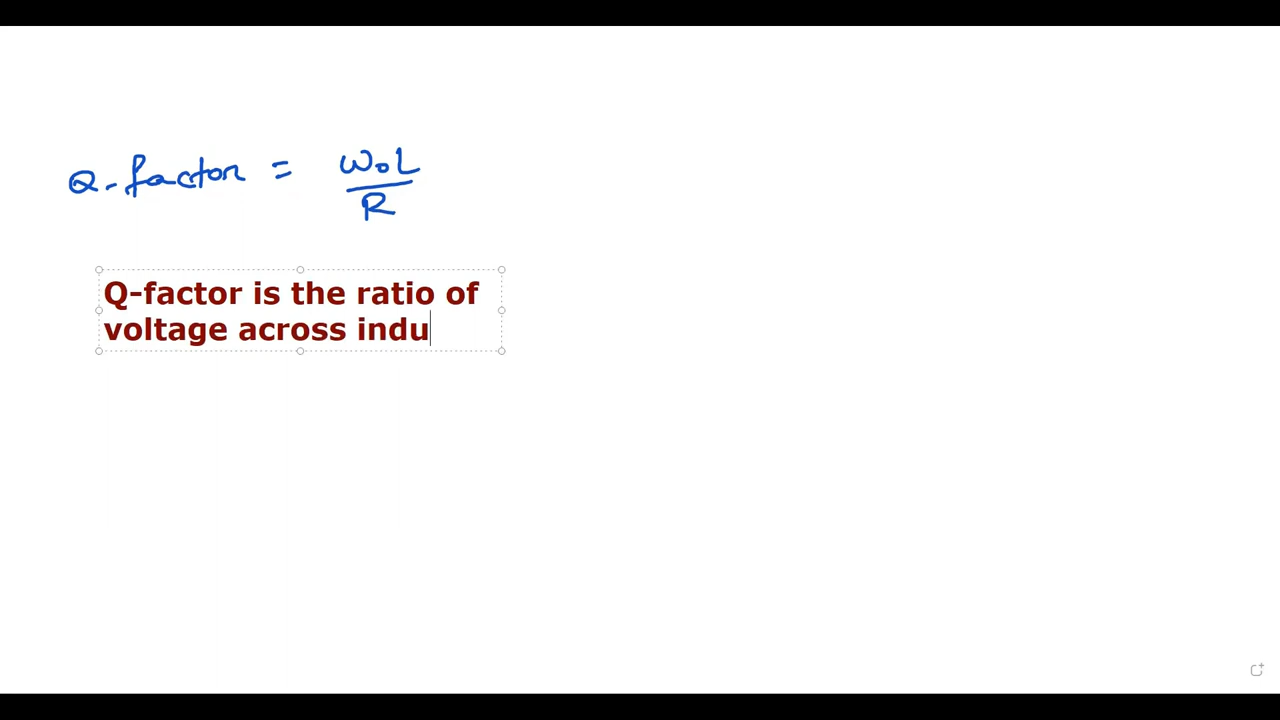 Q-factor = ω₀L
R
Q-factor is the ratio of
voltage across indu